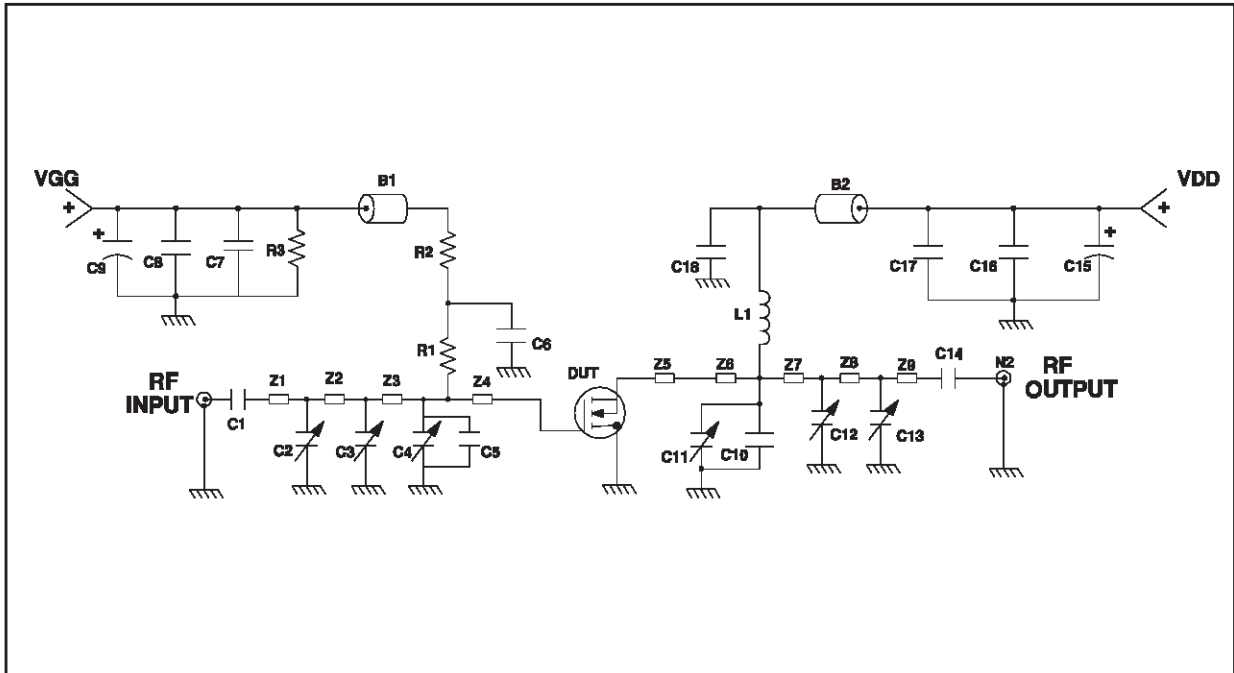 VGG
B1
B2
VDD
+
+
C9
C8
C7
R3
R2
C18
C17
C16
+
C15
+
L1
R1
C6
RF
INPUT
C1
Z1
Z2
Z3
Z4
DUT
Z5
Z6
Z7
Z8
Z9
C14
N2
RF
OUTPUT
C2
C3
C4
C5
C11
C10
C12
C13